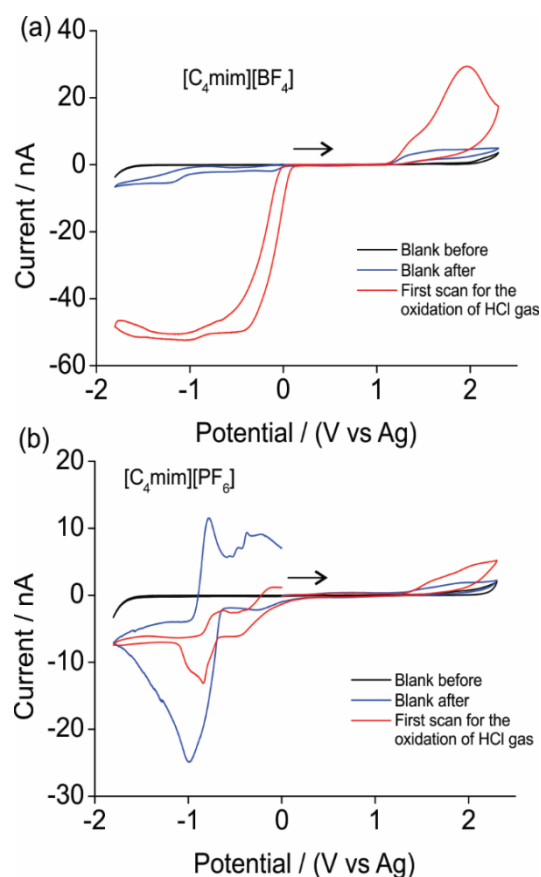 (a)
[C₄mim][BF₄]
40
20
0
-20
-40
-60
Current / nA
Blank before
Blank after
First scan for the
oxidation of HCl gas
-2
-1
0
1
2
Potential / (V vs Ag)
(b)
[C₄mim][PF₆]
20
10
0
-10
-20
-30
Current / nA
Blank before
Blank after
First scan for the
oxidation of HCl gas
-2
-1
0
1
2
Potential / (V vs Ag)